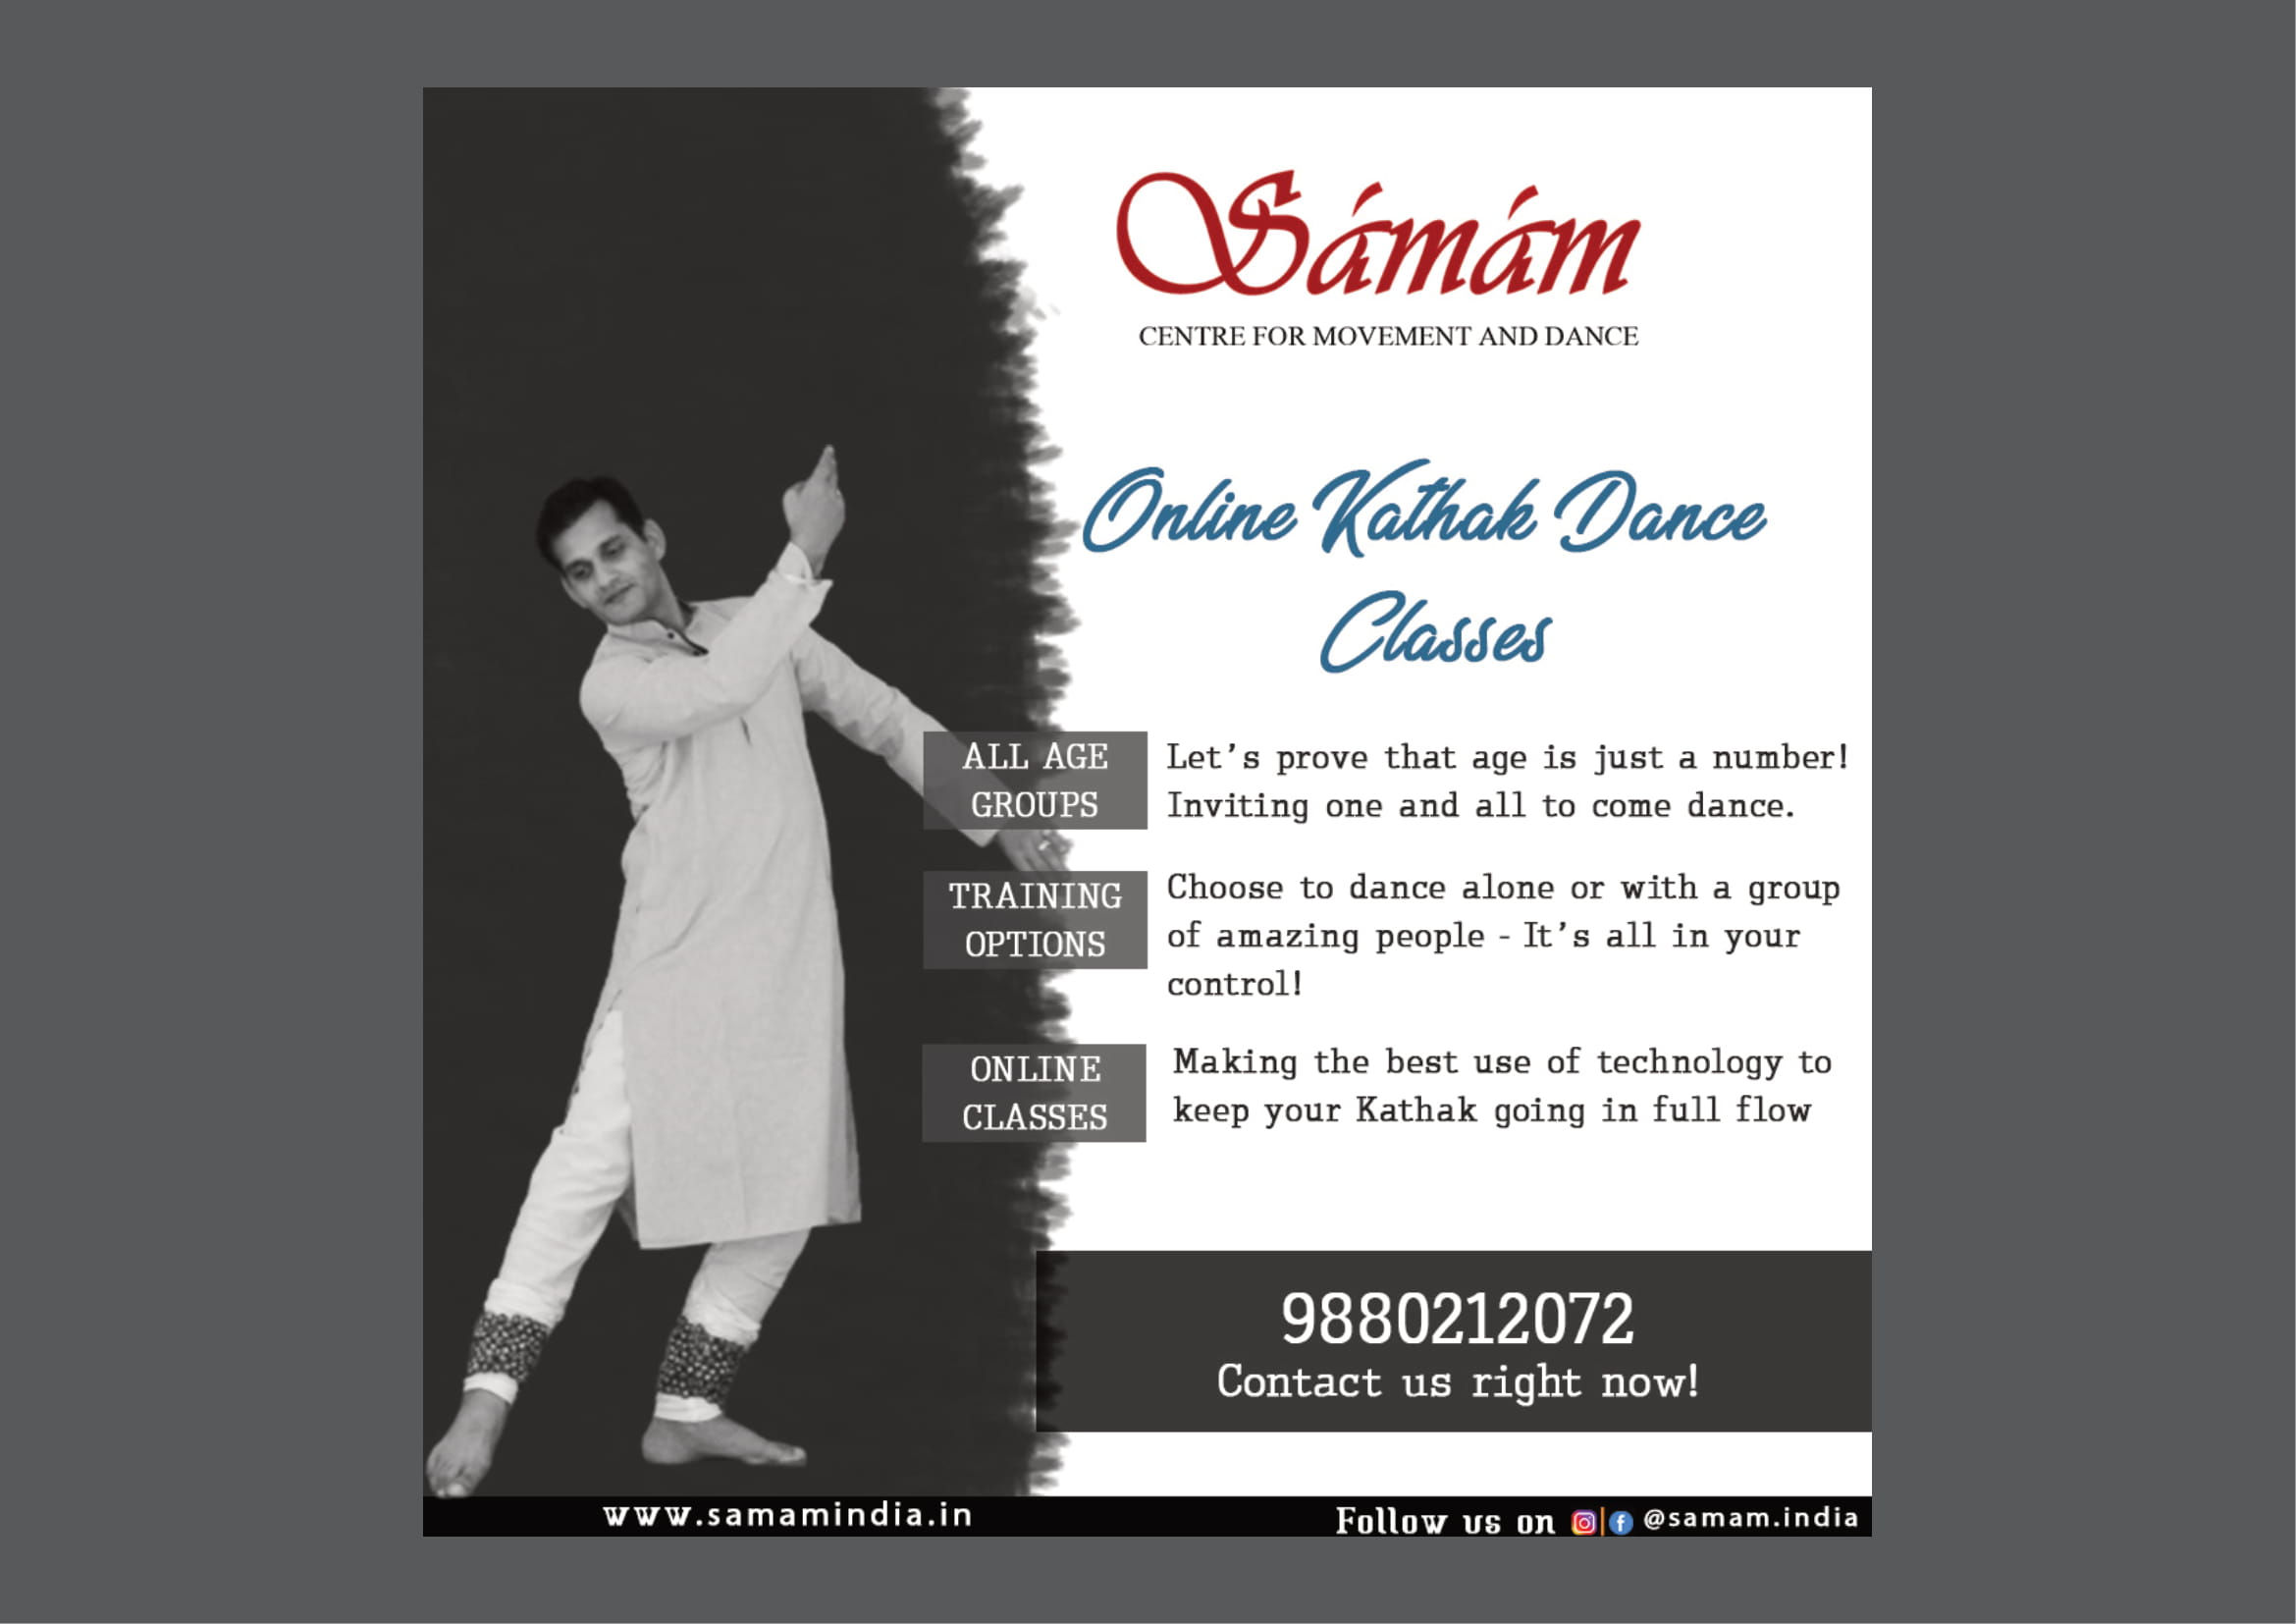 Sámám
CENTRE FOR MOVEMENT AND DANCE
Online Kathak Dance
Classes
ALL AGE
GROUPS
Let’s prove that age is just a number!
Inviting one and all to come dance.
TRAINING
OPTIONS
Choose to dance alone or with a group
of amazing people - It’s all in your
control!
ONLINE
CLASSES
Making the best use of technology to
keep your Kathak going in full flow
9880212072
Contact us right now!
www.samamindia.in
Follow us on @samam.india